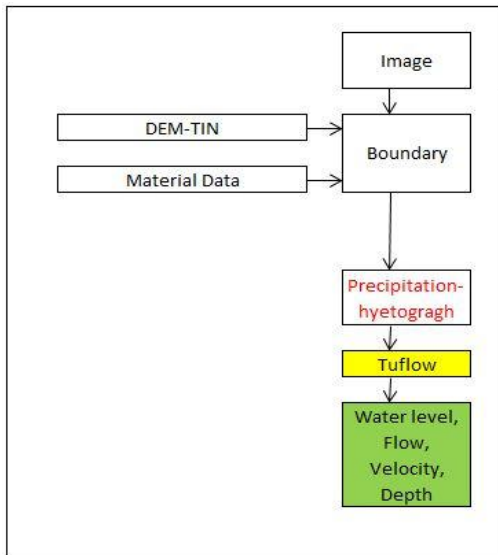 Image
DEM-TIN
Boundary
Material Data
Precipitation-
hyetogragh
Tuflow
Water level,
Flow,
Velocity,
Depth